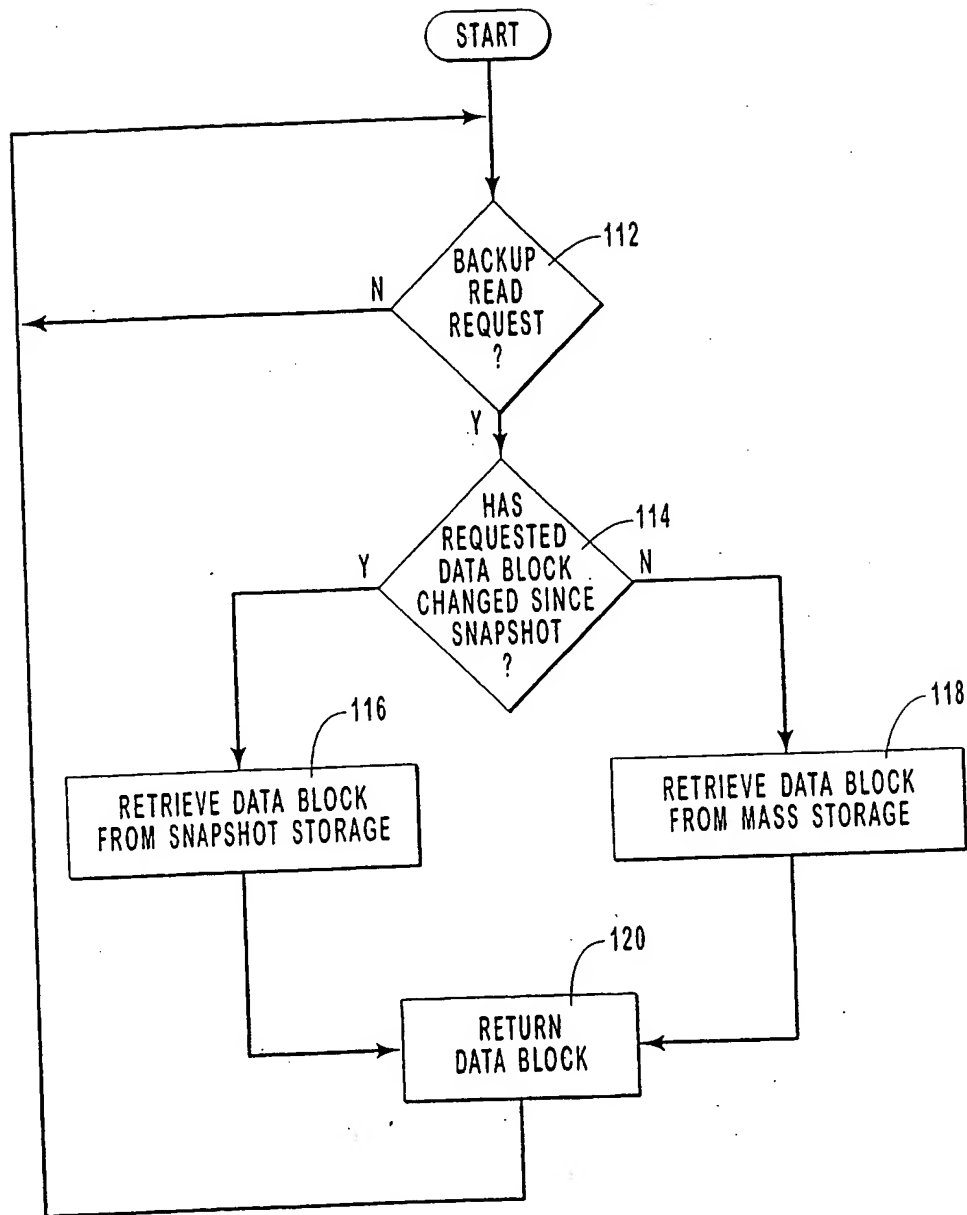 START
BACKUP
READ
REQUEST
?
112
N
Y
HAS
REQUESTED
DATA BLOCK
CHANGED SINCE
SNAPSHOT
?
114
Y
N
116
RETRIEVE DATA BLOCK
FROM SNAPSHOT STORAGE
118
RETRIEVE DATA BLOCK
FROM MASS STORAGE
120
RETURN
DATA BLOCK